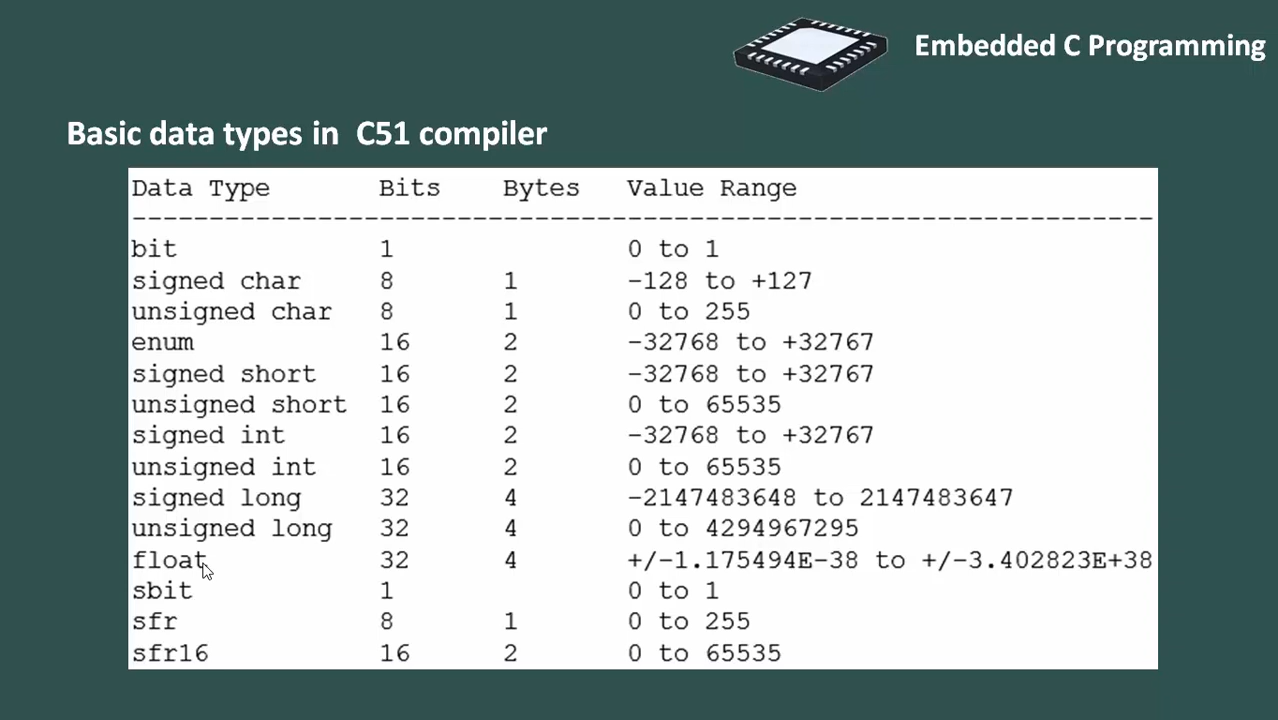 Embedded C Programming
Basic data types in C51 compiler
Data Type Bits Bytes Value Range
------------------------------------------------------------------
bit 1 0 to 1
signed char 8 1 -128 to +127
unsigned char 8 1 0 to 255
enum 16 2 -32768 to +32767
signed short 16 2 -32768 to +32767
unsigned short 16 2 0 to 65535
signed int 16 2 -32768 to +32767
unsigned int 16 2 0 to 65535
signed long 32 4 -2147483648 to 2147483647
unsigned long 32 4 0 to 4294967295
float 32 4 +/-1.175494E-38 to +/-3.402823E+38
sbit 1 0 to 1
sfr 8 1 0 to 255
sfr16 16 2 0 to 65535